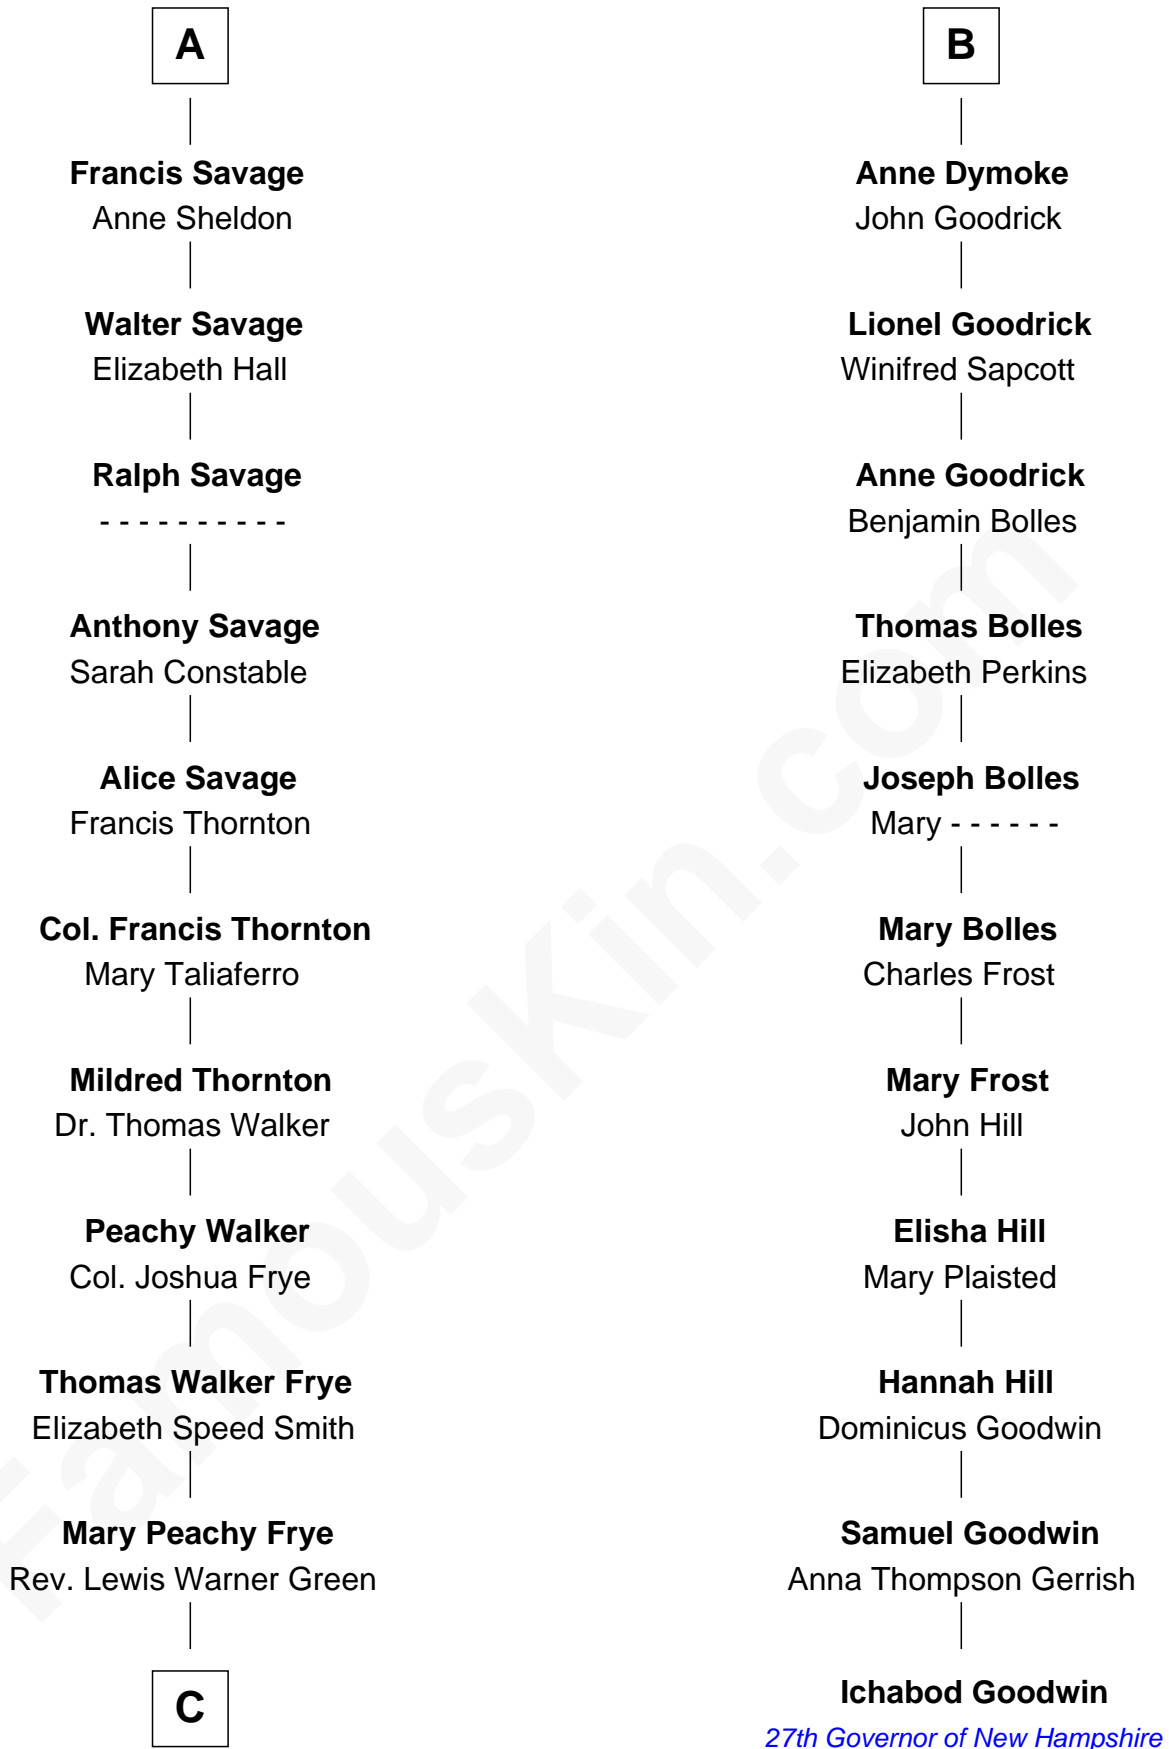 A
Francis Savage
Anne Sheldon
Walter Savage
Elizabeth Hall
Ralph Savage
- - - - - - - - - -
Anthony Savage
Sarah Constable
Alice Savage
Francis Thornton
Col. Francis Thornton
Mary Taliaferro
Mildred Thornton
Dr. Thomas Walker
Peachy Walker
Col. Joshua Frye
Thomas Walker Frye
Elizabeth Speed Smith
Mary Peachy Frye
Rev. Lewis Warner Green
C
B
Anne Dymoke
John Goodrick
Lionel Goodrick
Winifred Sapcott
Anne Goodrick
Benjamin Bolles
Thomas Bolles
Elizabeth Perkins
Joseph Bolles
Mary - - - - - -
Mary Bolles
Charles Frost
Mary Frost
John Hill
Elisha Hill
Mary Plaisted
Hannah Hill
Dominicus Goodwin
Samuel Goodwin
Anna Thompson Gerrish
Ichabod Goodwin
27th Governor of New Hampshire
FamousKin.com